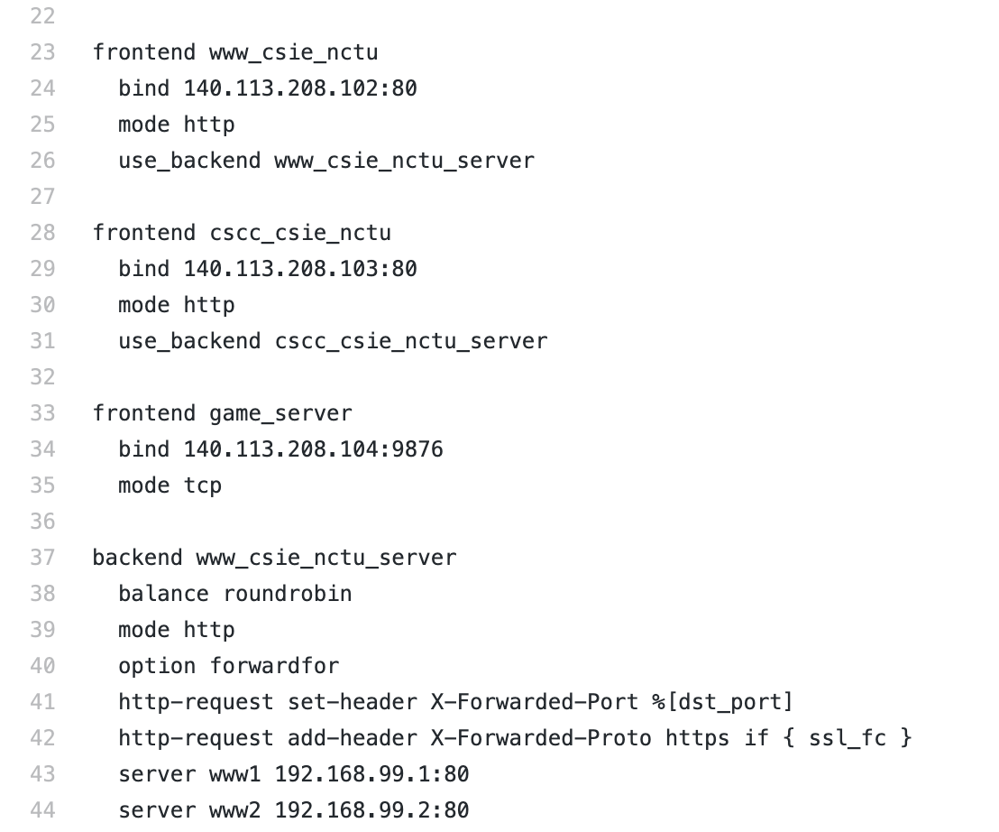 22
23 frontend www_csie_nctu
24   bind 140.113.208.102:80
25   mode http
26   use_backend www_csie_nctu_server
27
28 frontend cscc_csie_nctu
29   bind 140.113.208.103:80
30   mode http
31   use_backend cscc_csie_nctu_server
32
33 frontend game_server
34   bind 140.113.208.104:9876
35   mode tcp
36
37 backend www_csie_nctu_server
38   balance roundrobin
39   mode http
40   option forwardfor
41   http-request set-header X-Forwarded-Port %[dst_port]
42   http-request add-header X-Forwarded-Proto https if { ssl_fc }
43   server www1 192.168.99.1:80
44   server www2 192.168.99.2:80